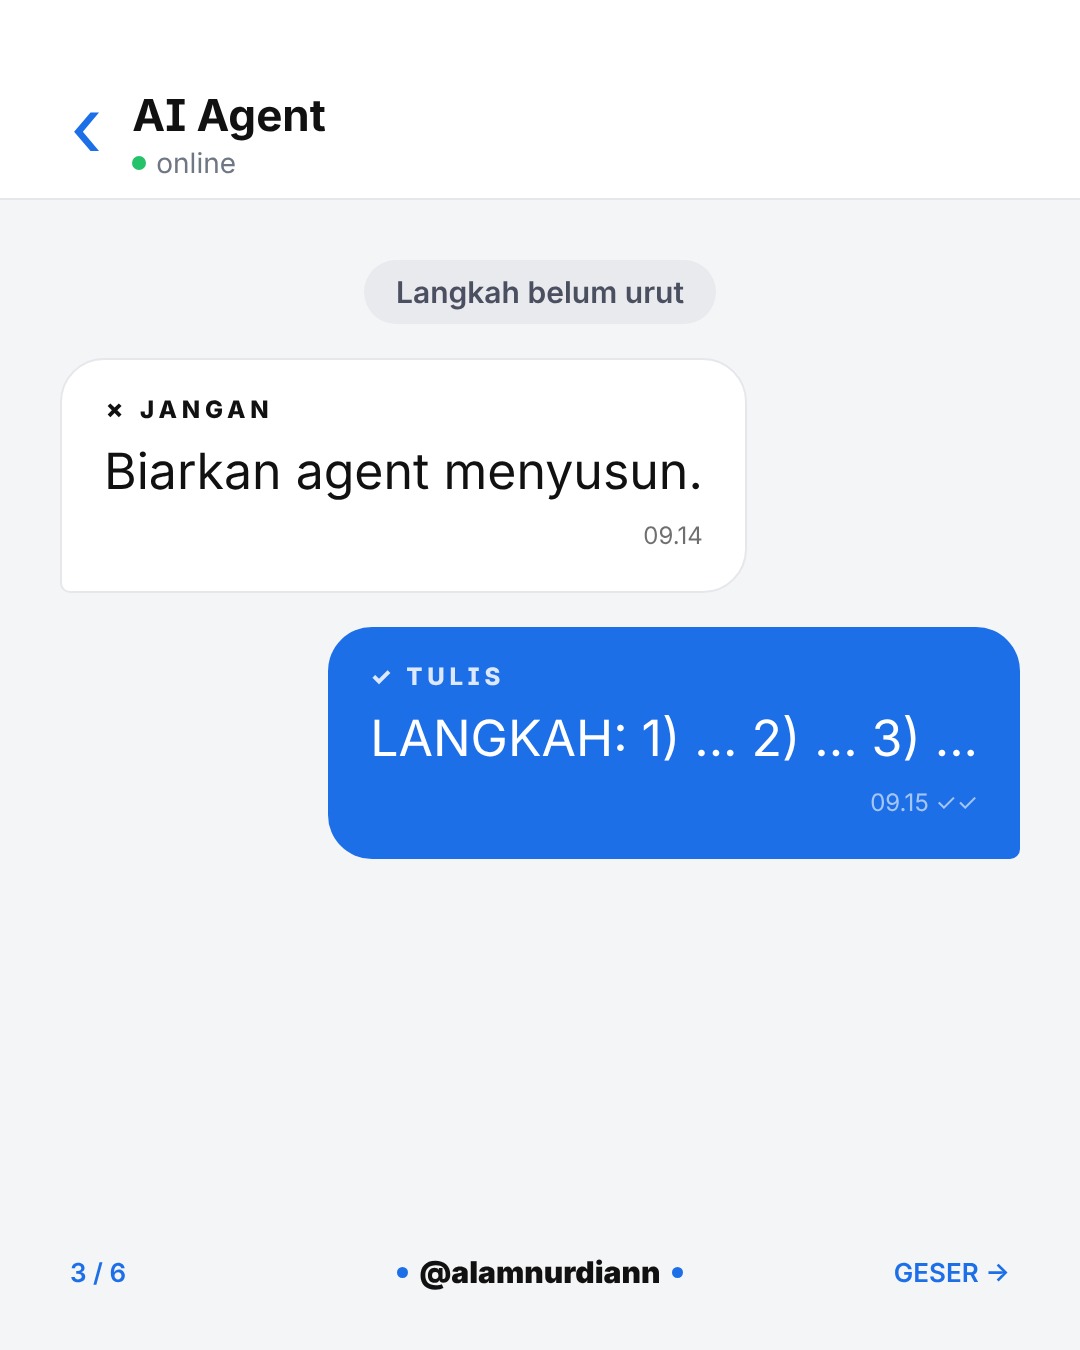 AI Agent
online
Langkah belum urut
× JANGAN
Biarkan agent menyusun.
09.14
✓ TULIS
LANGKAH: 1) ... 2) ... 3) ...
09.15 ✓✓
3 / 6
• @alamnurdiann •
GESER →